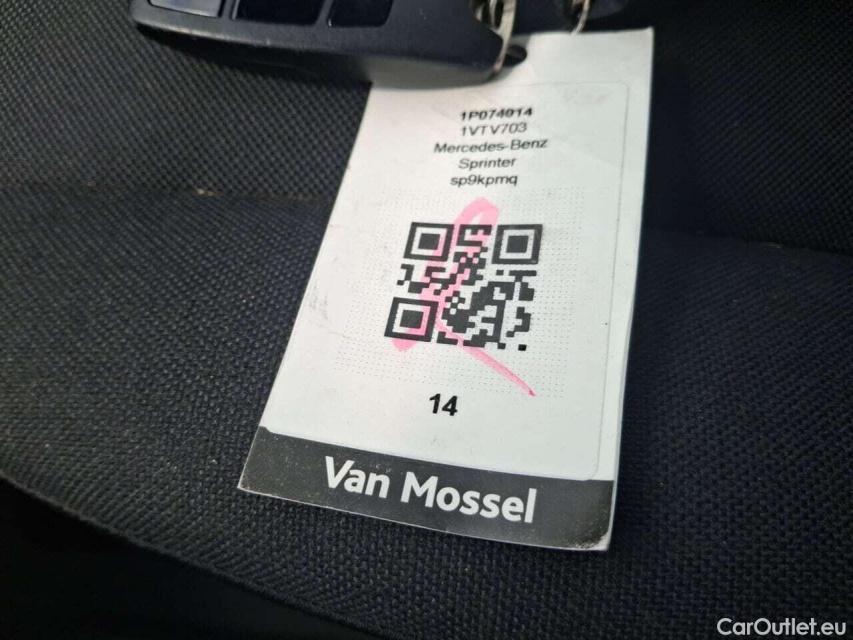 1P074014
1VTV703
Mercedes-Benz
Sprinter
sp9kpmq
14
Van Mossel
CarOutlet.eu